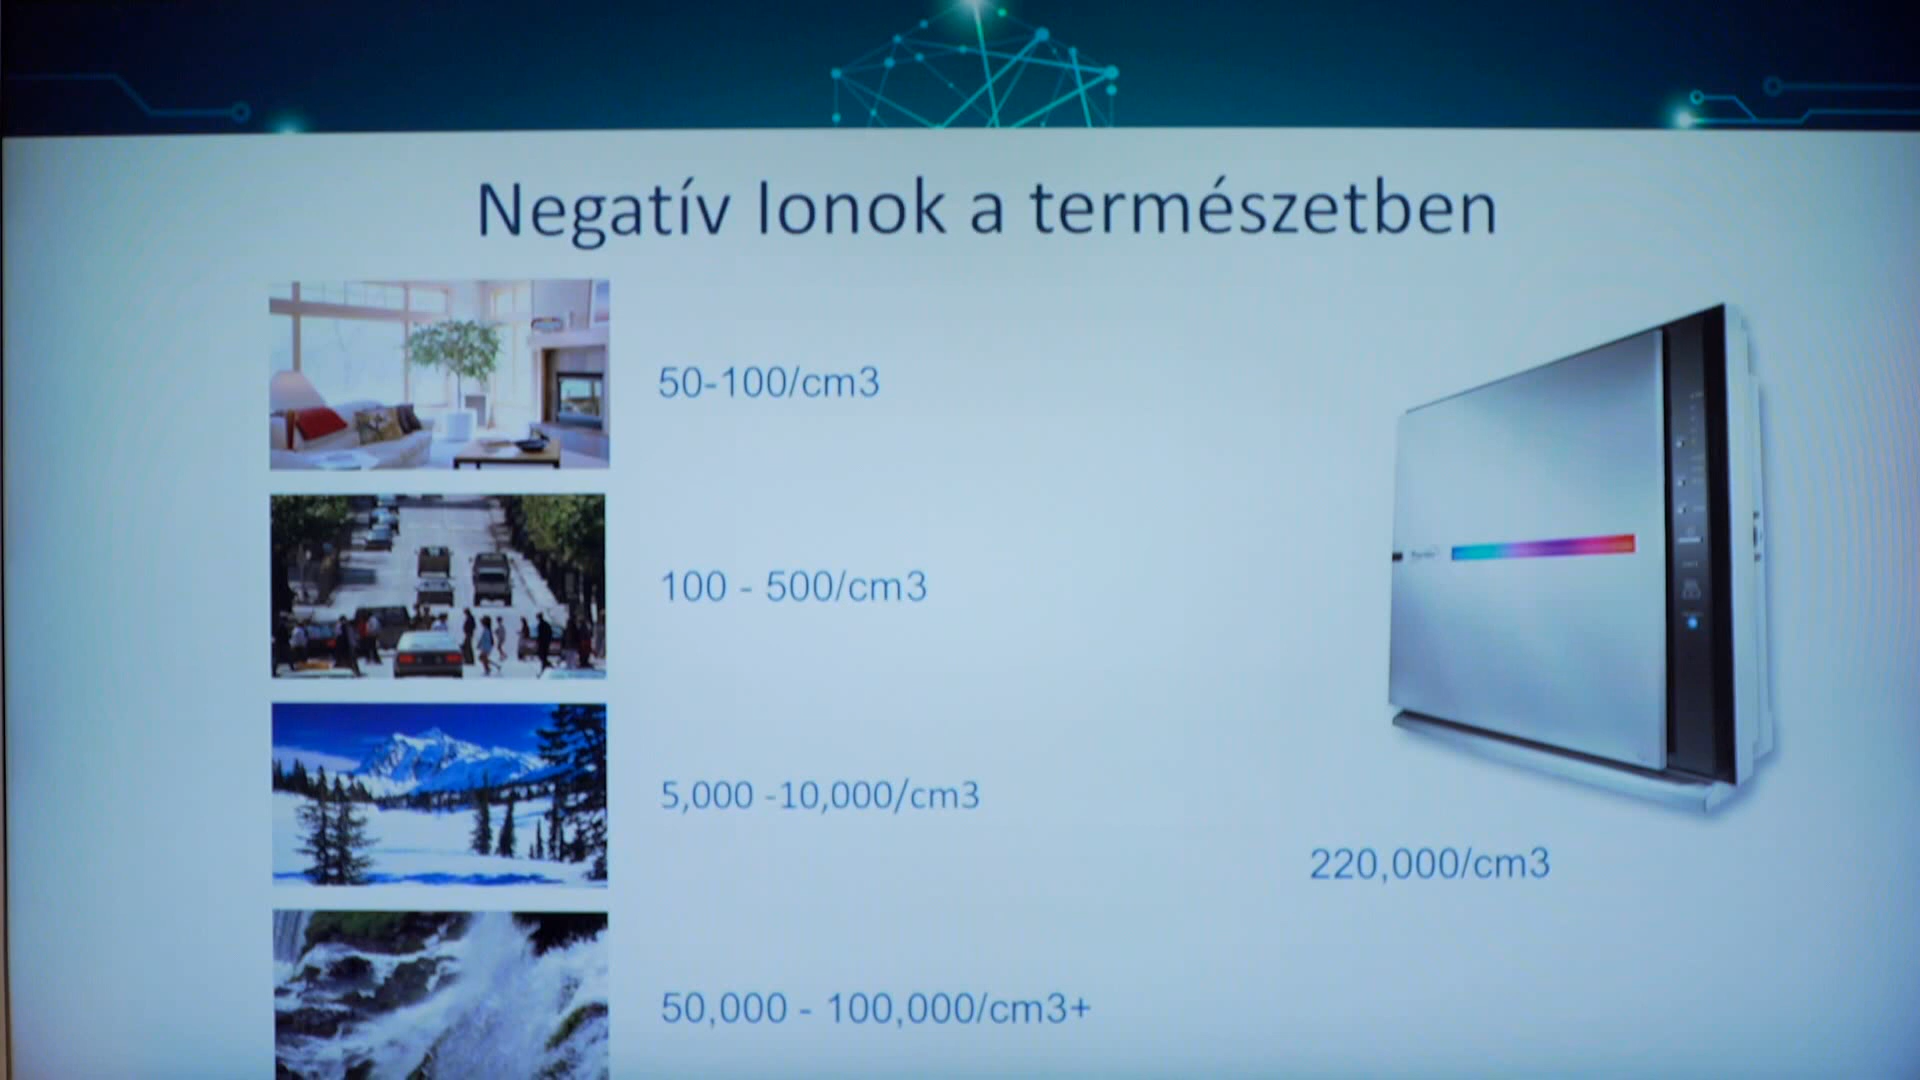 Negatív Ionok a természetben
50-100/cm3
100 - 500/cm3
5,000 -10,000/cm3
220,000/cm3
50,000 - 100,000/cm3+